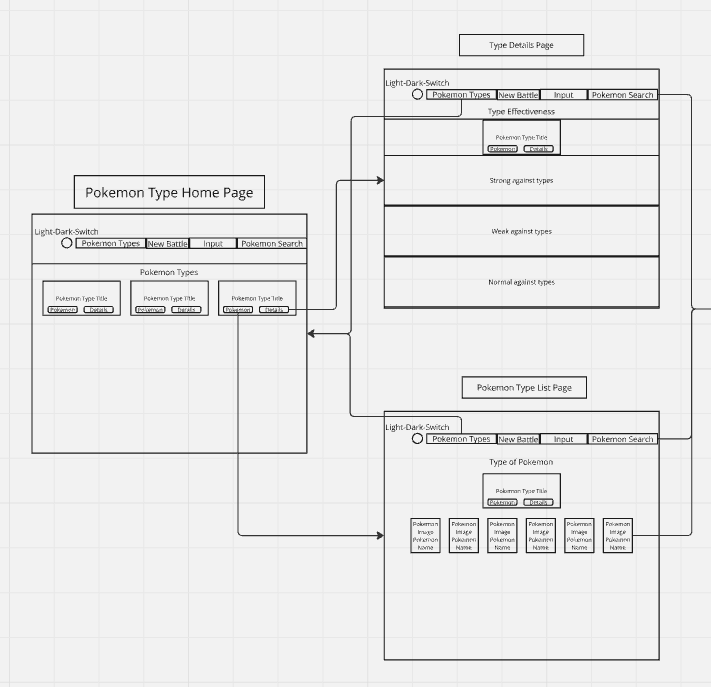 Pokemon Type Home Page
Light-Dark-Switch
Pokemon Types New Battle Input Pokemon Search
Pokemon Types
Pokemon Type Title Pokemon Type Title Pokemon Type Title
Pokemon Details Pokemon Details Pokemon Details
Type Details Page
Light-Dark-Switch
Pokemon Types New Battle Input Pokemon Search
Type Effectiveness
Pokemon Type Title
Pokemon Details
Strong against types
Weak against types
Normal against types
Pokemon Type List Page
Light-Dark-Switch
Pokemon Types New Battle Input Pokemon Search
Type of Pokemon
Pokemon Type Title
Pokemon Details
Pokemon Pokemon Pokemon Pokemon Pokemon Pokemon
Image Image Image Image Image Image
Pokemon Pokemon Pokemon Pokemon Pokemon Pokemon
Name Name Name Name Name Name